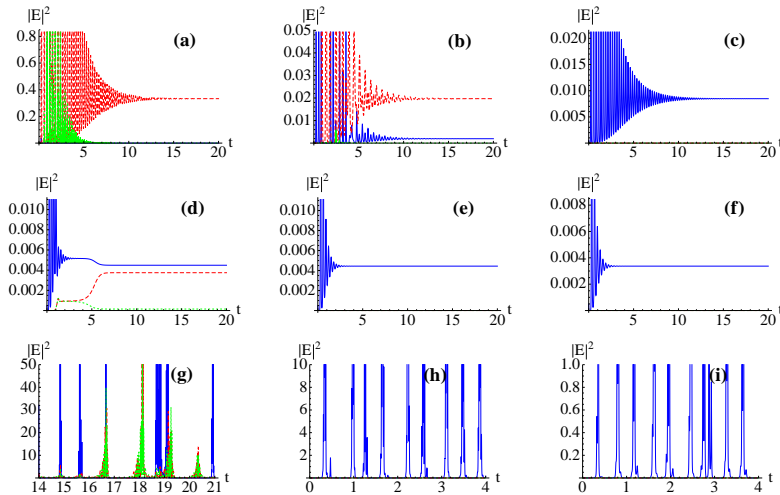 |E|² |E|² |E|²
(a) (b) (c)
0.8 0.05 0.020
0.6 0.04 0.015
0.4 0.03 0.010
0.2 0.02 0.005
0.01
t t t
5 10 15 20 5 10 15 20 5 10 15 20
|E|² |E|² |E|²
(d) (e) (f)
0.010 0.010 0.008
0.008 0.008 0.006
0.006 0.006 0.004
0.004 0.004 0.002
0.002 0.002
t t t
0 5 10 15 20 0 5 10 15 20 0 5 10 15 20
|E|² |E|² |E|²
(g) (h) (i)
50 10 1.0
40 8 0.8
30 6 0.6
20 4 0.4
10 2 0.2
t t t
14 15 16 17 18 19 20 21 0 1 2 3 4 0 1 2 3 4